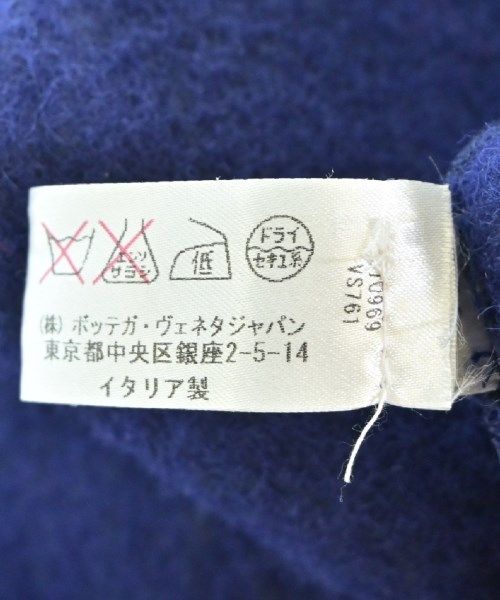 エンソ
サラシ
低
ドライ
セキユ系
(株) ボッテガ・ヴェネタジャパン
東京都中央区銀座2-5-14
イタリア製
VS761